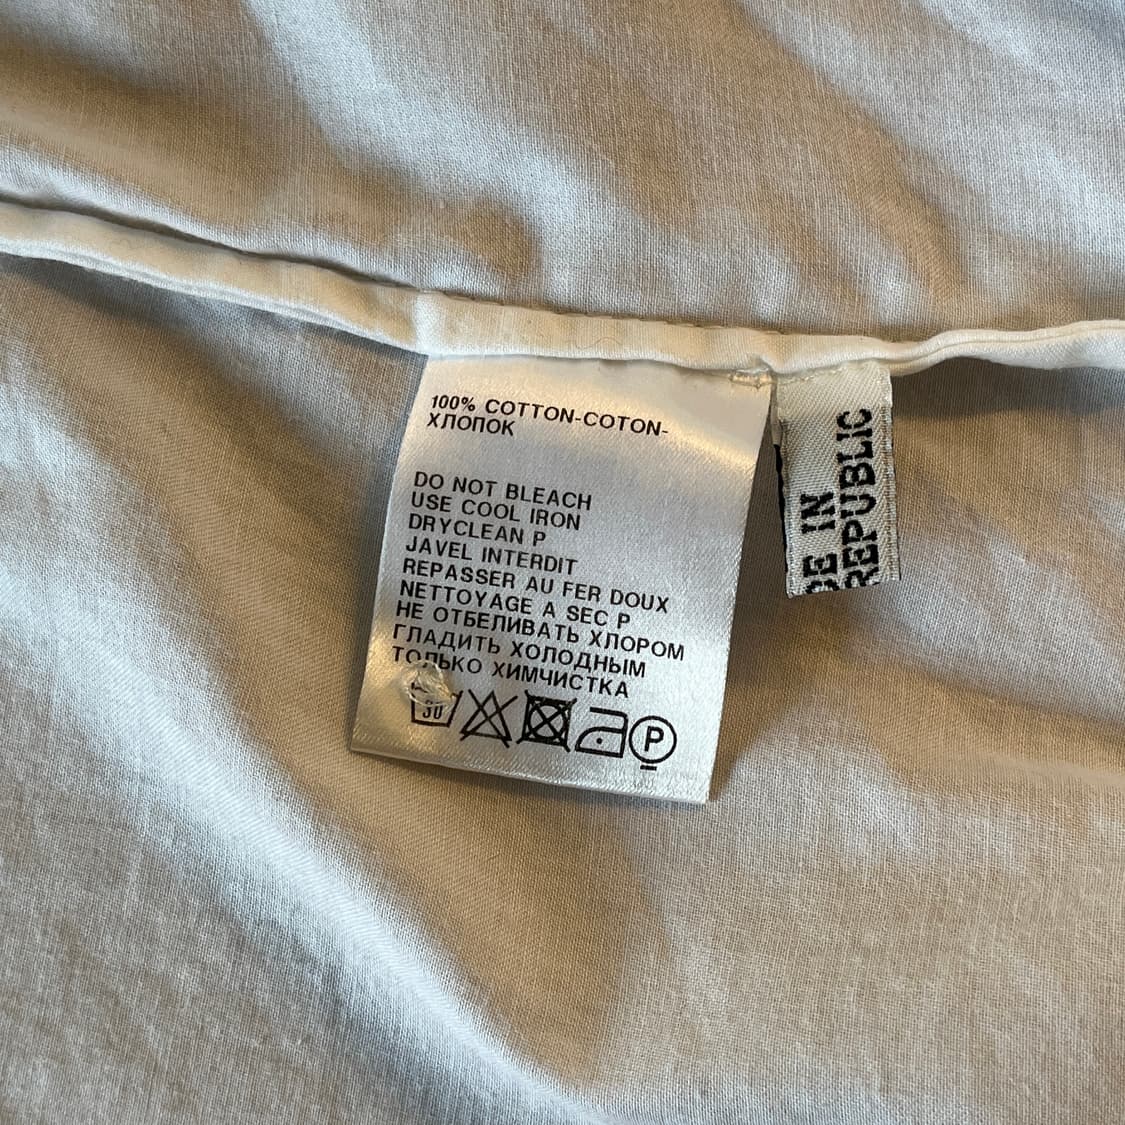 100% COTTON-COTON-
ХЛОПОК
DO NOT BLEACH
USE COOL IRON
DRYCLEAN P
JAVEL INTERDIT
REPASSER AU FER DOUX
NETTOYAGE A SEC P
НЕ ОТБЕЛИВАТЬ ХЛОРОМ
ГЛАДИТЬ ХОЛОДНЫМ
ТОЛЬКО ХИМЧИСТКА
30
P
IN
REPUBLIC